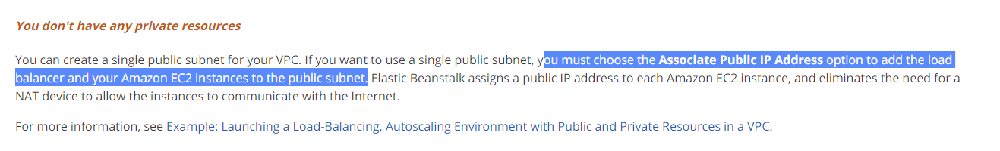 You don't have any private resources
You can create a single public subnet for your VPC. If you want to use a single public subnet, you must choose the Associate Public IP Address option to add the load
balancer and your Amazon EC2 instances to the public subnet. Elastic Beanstalk assigns a public IP address to each Amazon EC2 instance, and eliminates the need for a
NAT device to allow the instances to communicate with the Internet.
For more information, see Example: Launching a Load-Balancing, Autoscaling Environment with Public and Private Resources in a VPC.